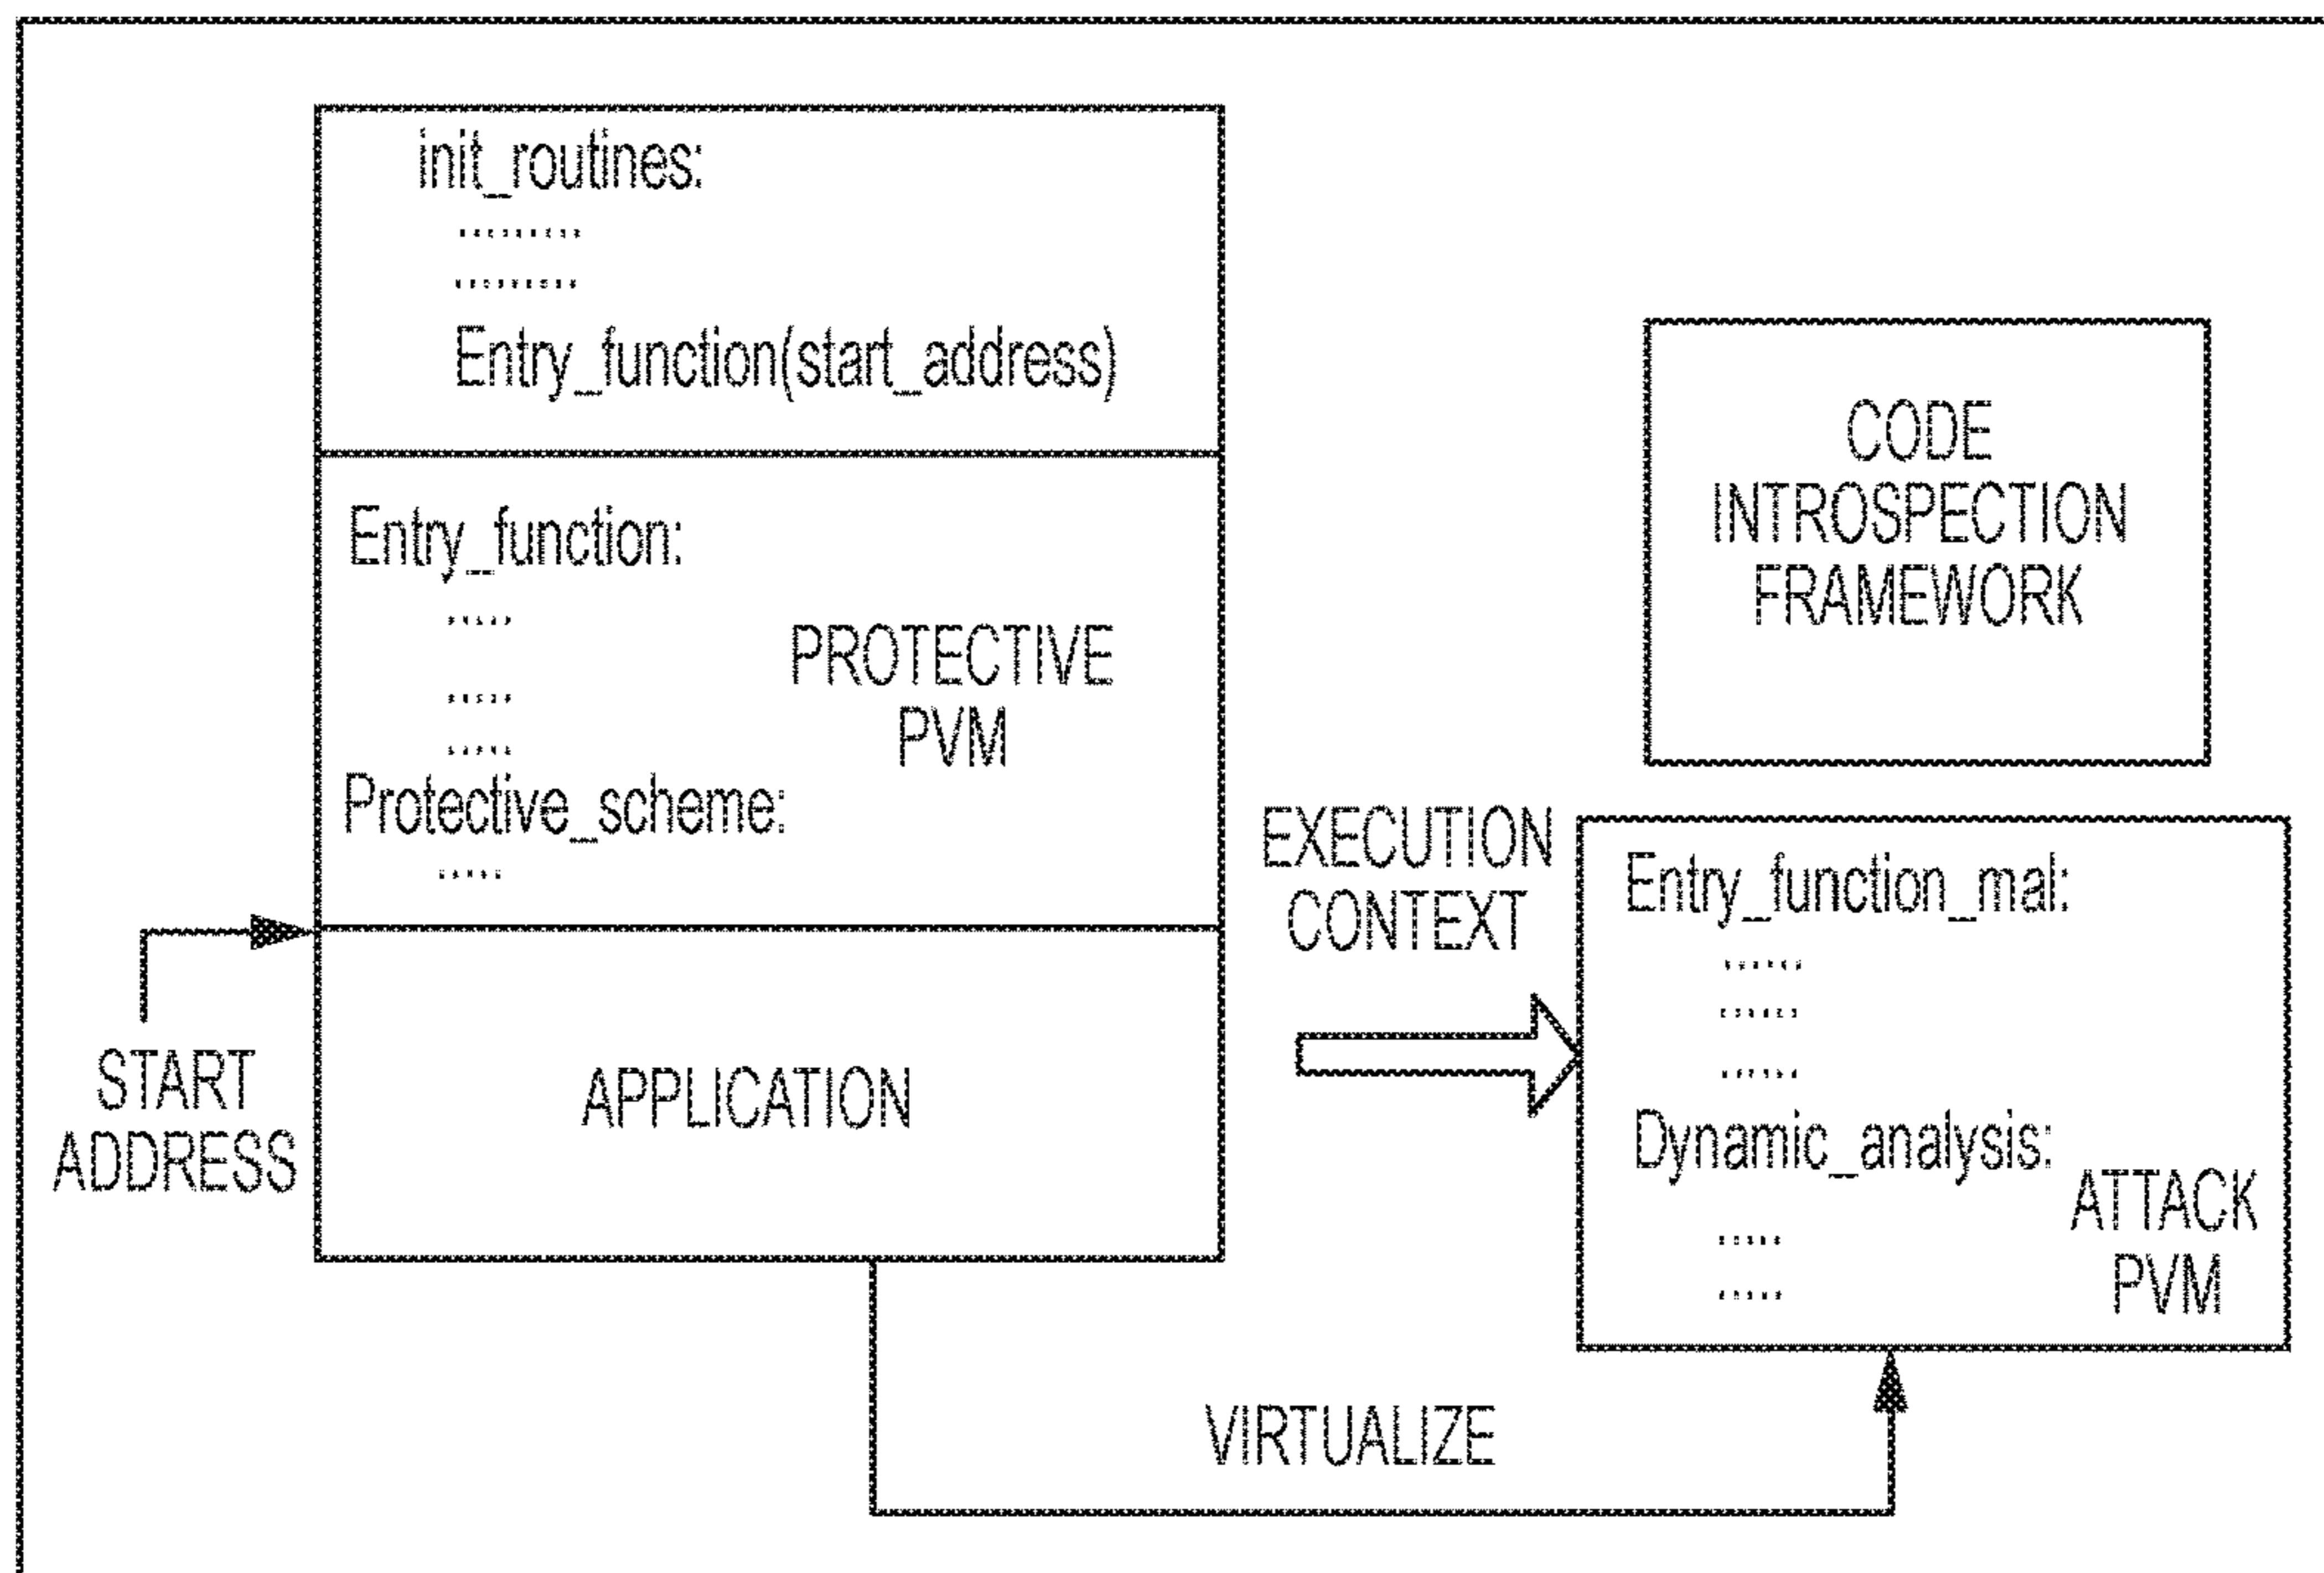 init_routines:
Entry_function(start_address)
Entry_function:
PROTECTIVE
PVM
Protective_scheme:
START
ADDRESS
APPLICATION
EXECUTION
CONTEXT
CODE
INTROSPECTION
FRAMEWORK
Entry_function_mal:
Dynamic_analysis:
ATTACK
PVM
VIRTUALIZE